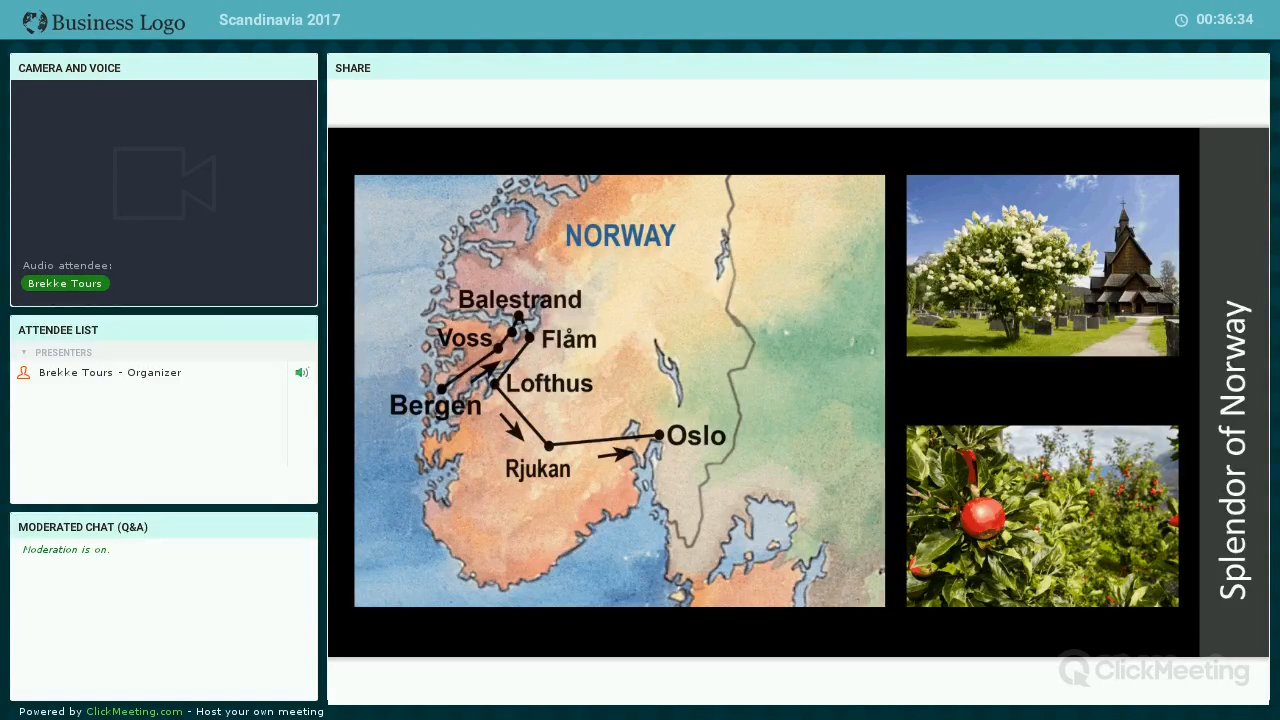 Business Logo
Scandinavia 2017
00:36:34
CAMERA AND VOICE
Audio attendee:
Brekke Tours
ATTENDEE LIST
PRESENTERS
Brekke Tours - Organizer
MODERATED CHAT (Q&A)
Moderation is on.
SHARE
NORWAY
Balestrand
Voss
Flåm
Lofthus
Bergen
Oslo
Rjukan
Splendor of Norway
ClickMeeting
Powered by ClickMeeting.com - Host your own meeting